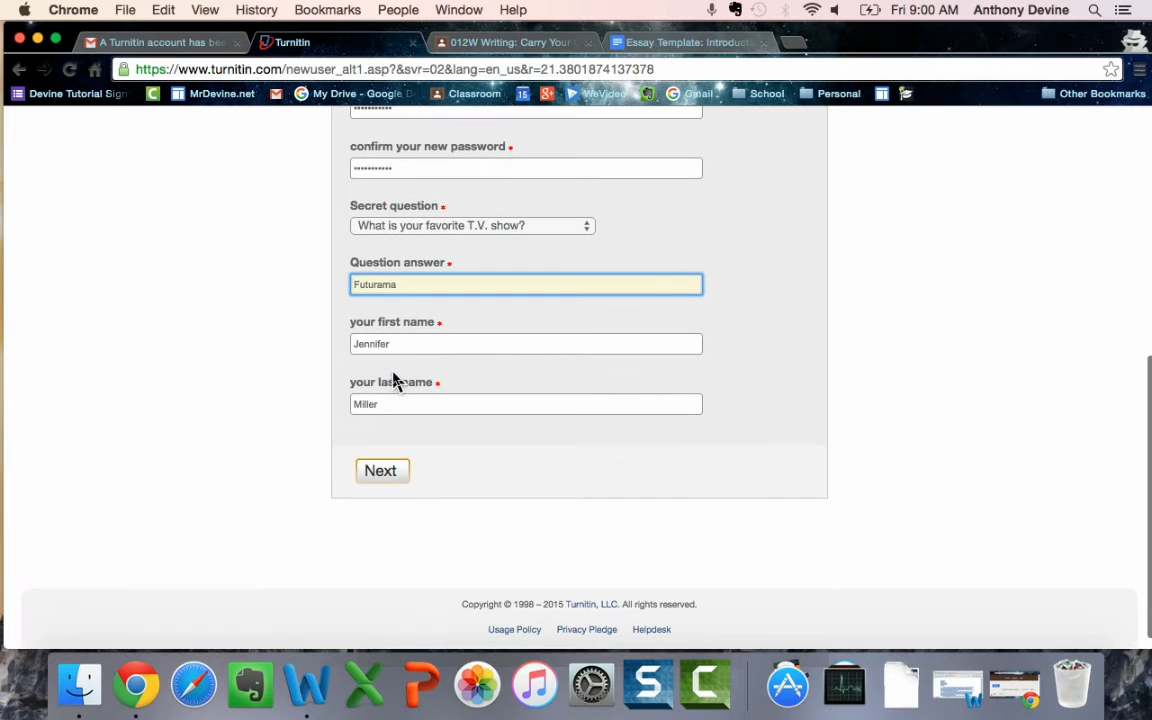 Chrome File Edit View History Bookmarks People Window Help Fri 9:00 AM Anthony Devine
A Turnitin account has bee × Turnitin × 012W Writing: Carry Your × Essay Template: Introducti ×
https://www.turnitin.com/newuser_alt1.asp?&svr=02&lang=en_us&r=21.3801874137378
Devine Tutorial Sign MrDevine.net My Drive - Google D Classroom 15 WeVideo Gmail School Personal Other Bookmarks
•••••••••••
confirm your new password *
•••••••••••
Secret question *
What is your favorite T.V. show?
Question answer *
Futurama
your first name *
Jennifer
your last name *
Miller
Next
Copyright © 1998 – 2015 Turnitin, LLC. All rights reserved.
Usage Policy Privacy Pledge Helpdesk